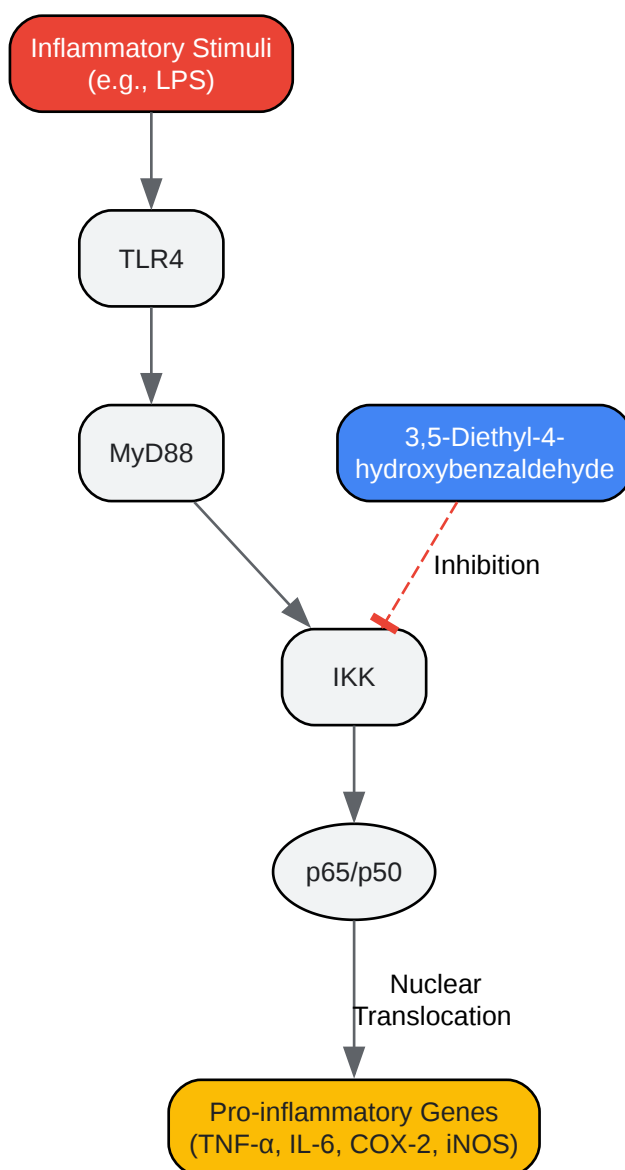 Inflammatory Stimuli
(e.g., LPS)
TLR4
MyD88
3,5-Diethyl-4-
hydroxybenzaldehyde
Inhibition
IKK
p65/p50
Nuclear
Translocation
Pro-inflammatory Genes
(TNF-α, IL-6, COX-2, iNOS)